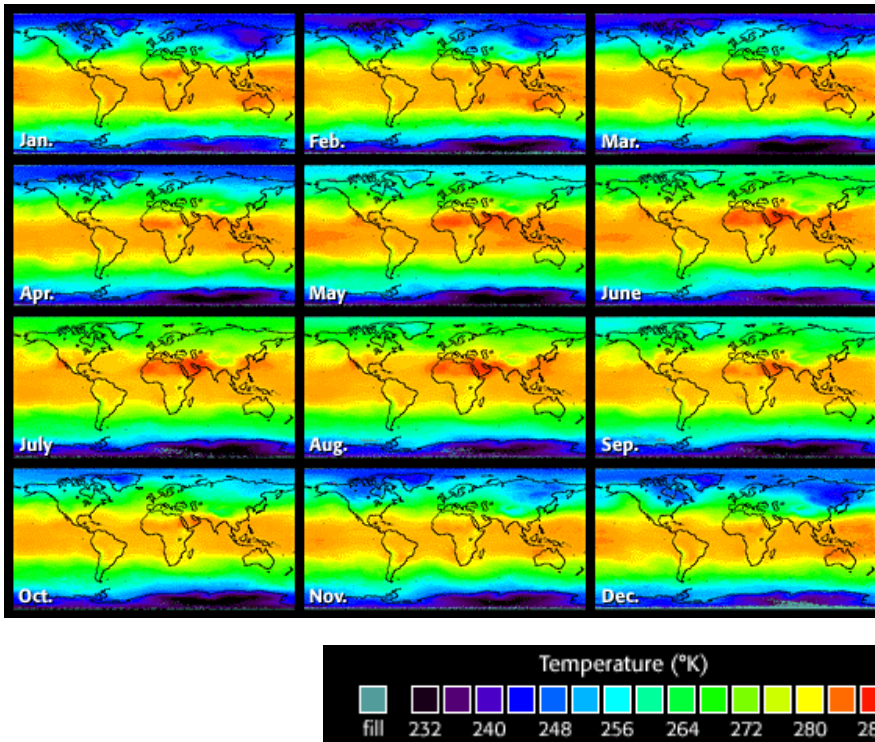 Jan. Feb. Mar.
Apr. May June
July Aug. Sep.
Oct. Nov. Dec.
Temperature (°K)
fill 232 240 248 256 264 272 280 28